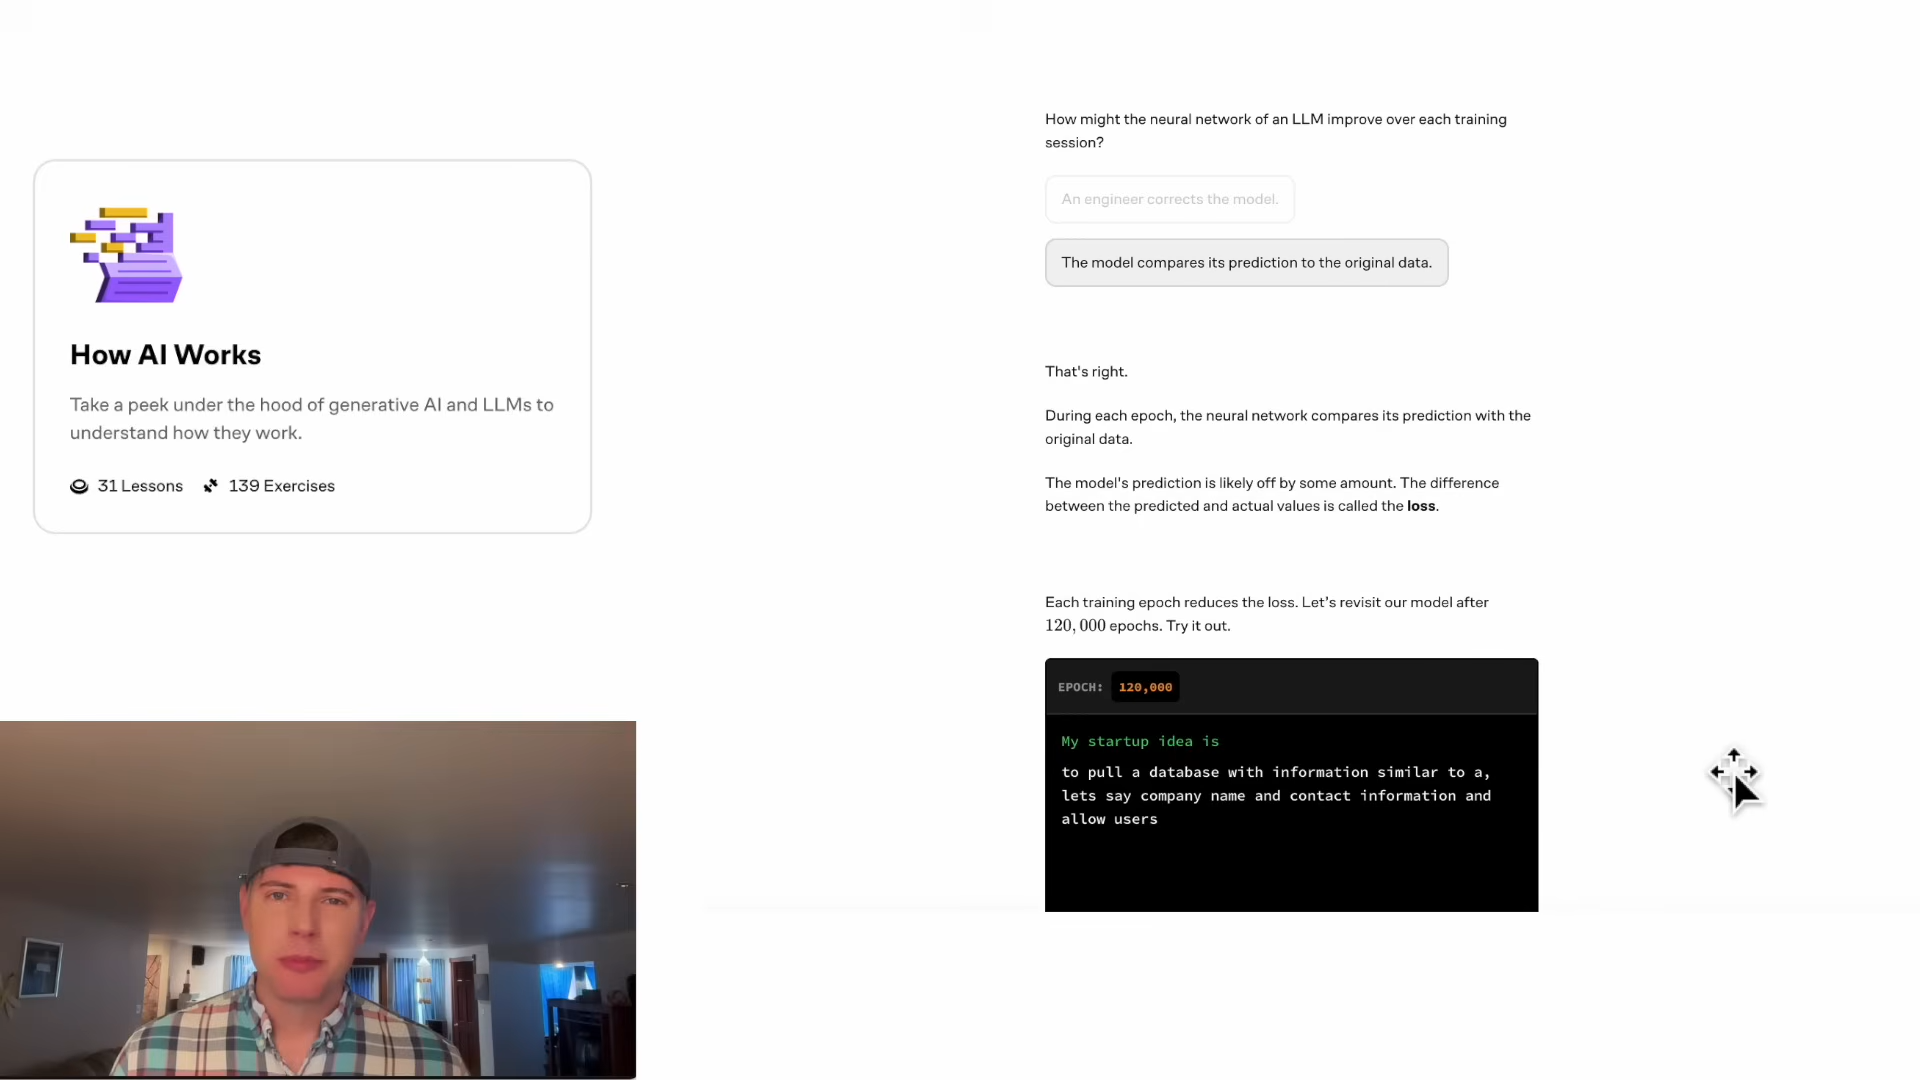 How AI Works
Take a peek under the hood of generative AI and LLMs to
understand how they work.
31 Lessons 139 Exercises
How might the neural network of an LLM improve over each training
session?
An engineer corrects the model.
The model compares its prediction to the original data.
That's right.
During each epoch, the neural network compares its prediction with the
original data.
The model's prediction is likely off by some amount. The difference
between the predicted and actual values is called the loss.
Each training epoch reduces the loss. Let’s revisit our model after
120,000 epochs. Try it out.
EPOCH: 120,000
My startup idea is
to pull a database with information similar to a,
lets say company name and contact information and
allow users